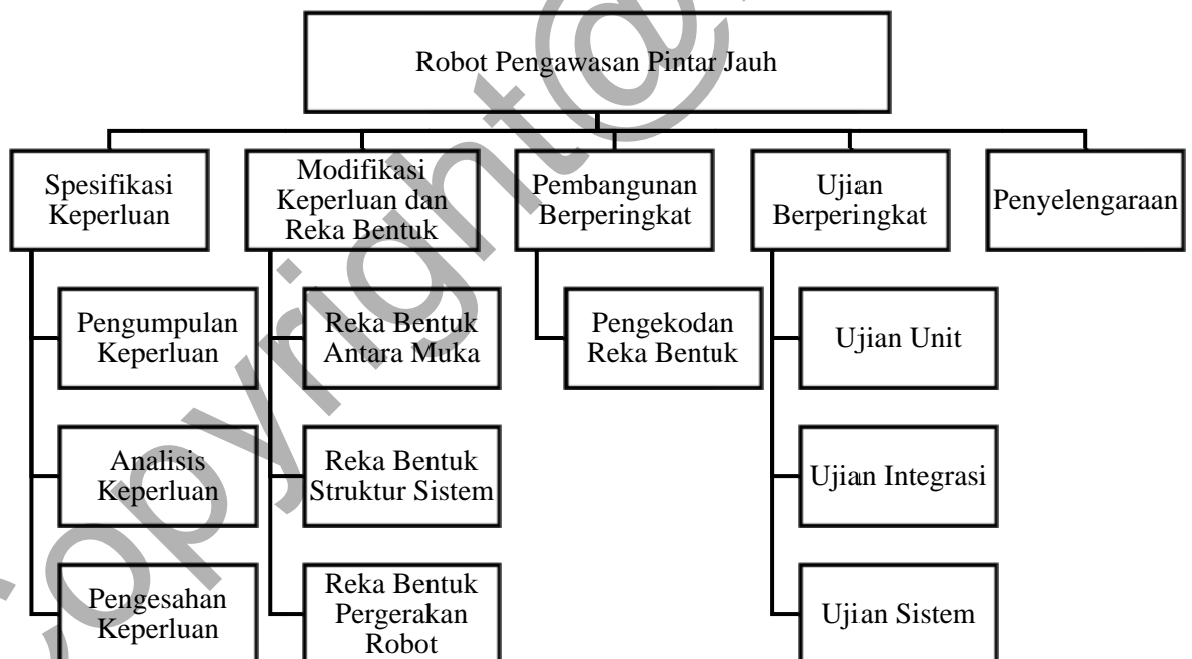 Robot Pengawasan Pintar Jauh
Spesifikasi
Keperluan
Modifikasi
Keperluan dan
Reka Bentuk
Pembangunan
Berperingkat
Ujian
Berperingkat
Penyelengaraan
Pengumpulan
Keperluan
Analisis
Keperluan
Pengesahan
Keperluan
Reka Bentuk
Antara Muka
Reka Bentuk
Struktur Sistem
Reka Bentuk
Pergerakan
Robot
Pengekodan
Reka Bentuk
Ujian Unit
Ujian Integrasi
Ujian Sistem
Copyright@